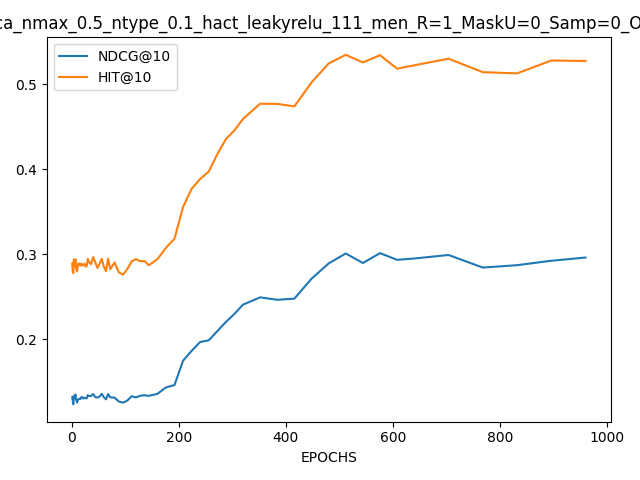 ca_nmax_0.5_ntype_0.1_hact_leakyrelu_111_men_R=1_MaskU=0_Samp=0_O
NDCG@10
HIT@10
0.5
0.4
0.3
0.2
0 200 400 600 800 1000
EPOCHS